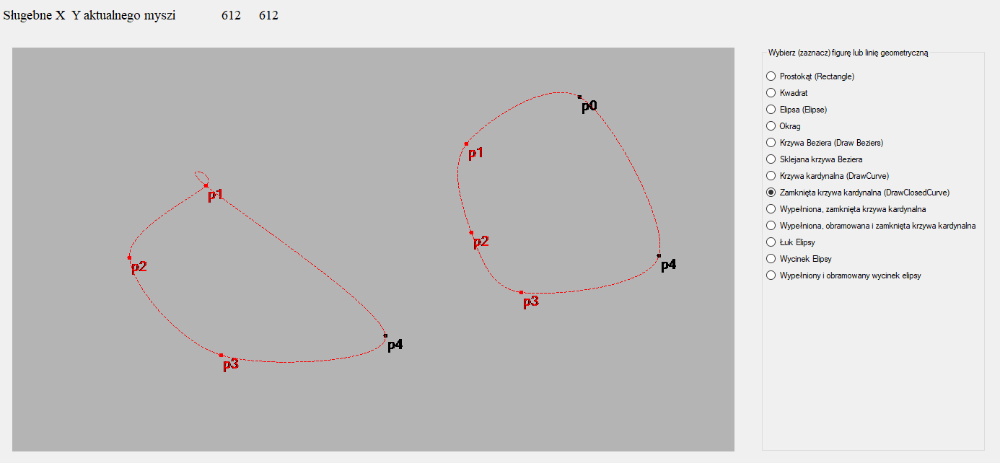 Sługebne X  Y aktualnego myszi 612 612
Wybierz (zaznacz) figurę lub linię geometryczną
Prostokąt (Rectangle)
Kwadrat
Elipsa (Elipse)
Okrag
Krzywa Beziera (Draw Beziers)
Sklejana krzywa Beziera
Krzywa kardynalna (DrawCurve)
Zamknięta krzywa kardynalna (DrawClosedCurve)
Wypełniona, zamknięta krzywa kardynalna
Wypełniona, obramowana i zamknięta krzywa kardynalna
Łuk Elipsy
Wycinek Elipsy
Wypełniony i obramowany wycinek elipsy
p1
p2
p3
p4
p0
p1
p2
p3
p4